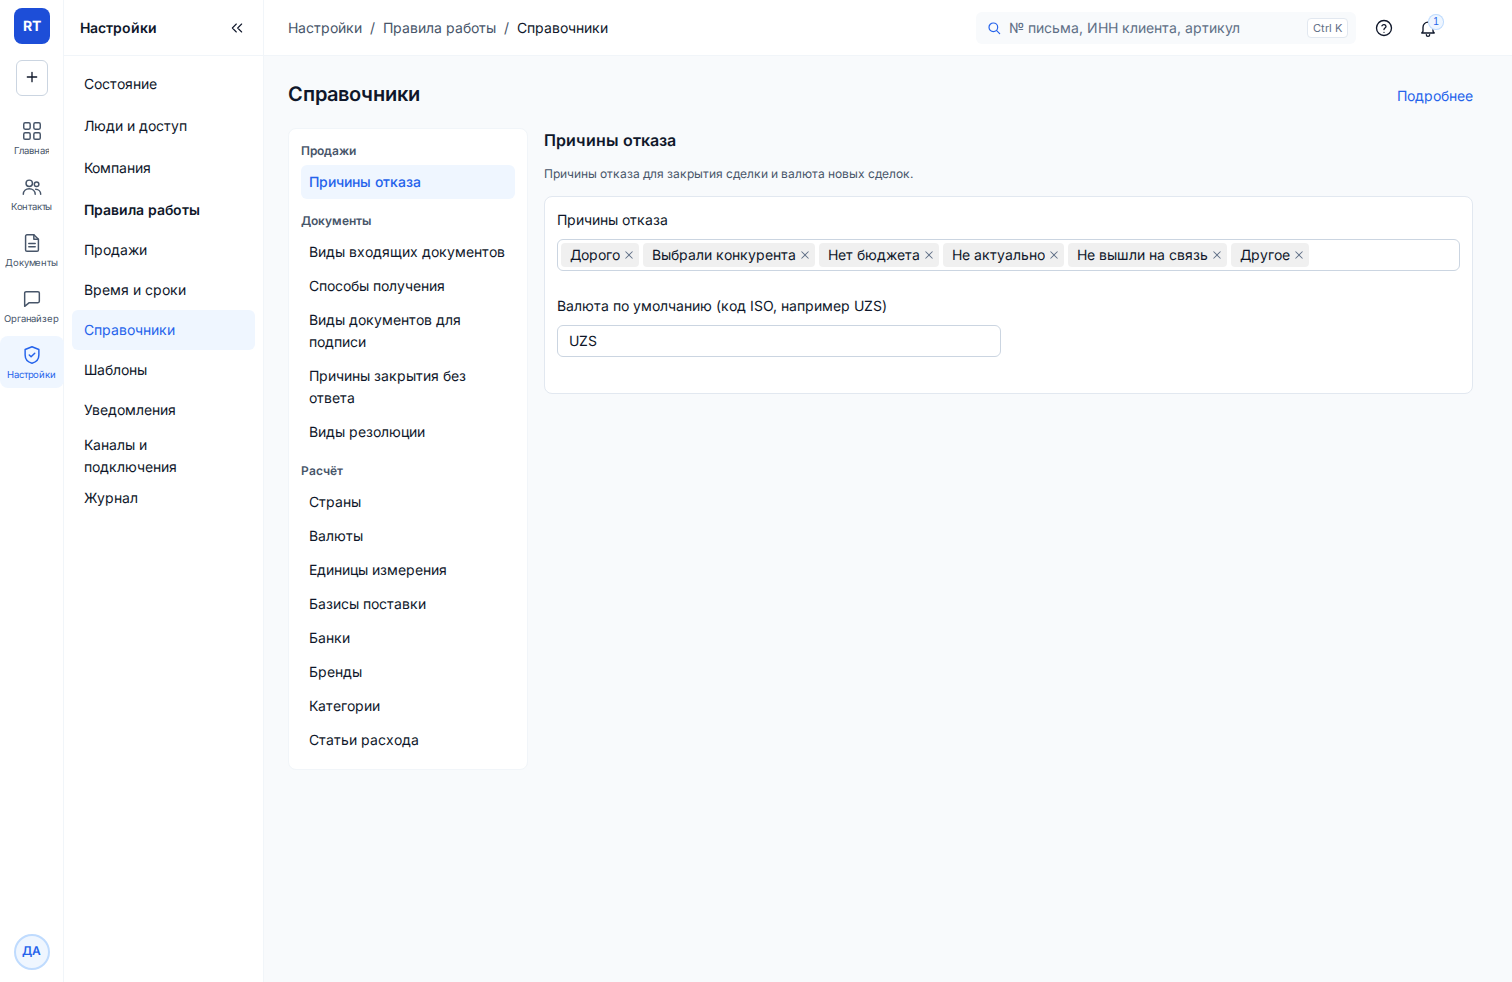 RT
Главная
Контакты
Документы
Органайзер
Настройки
ДА
Настройки
Состояние
Люди и доступ
Компания
Правила работы
Продажи
Время и сроки
Справочники
Шаблоны
Уведомления
Каналы и
подключения
Журнал
Настройки / Правила работы / Справочники
№ письма, ИНН клиента, артикул
Ctrl K
1
Справочники
Подробнее
Продажи
Причины отказа
Документы
Виды входящих документов
Способы получения
Виды документов для
подписи
Причины закрытия без
ответа
Виды резолюции
Расчёт
Страны
Валюты
Единицы измерения
Базисы поставки
Банки
Бренды
Категории
Статьи расхода
Причины отказа
Причины отказа для закрытия сделки и валюта новых сделок.
Причины отказа
Дорого Выбрали конкурента Нет бюджета Не актуально Не вышли на связь Другое
Валюта по умолчанию (код ISO, например UZS)
UZS